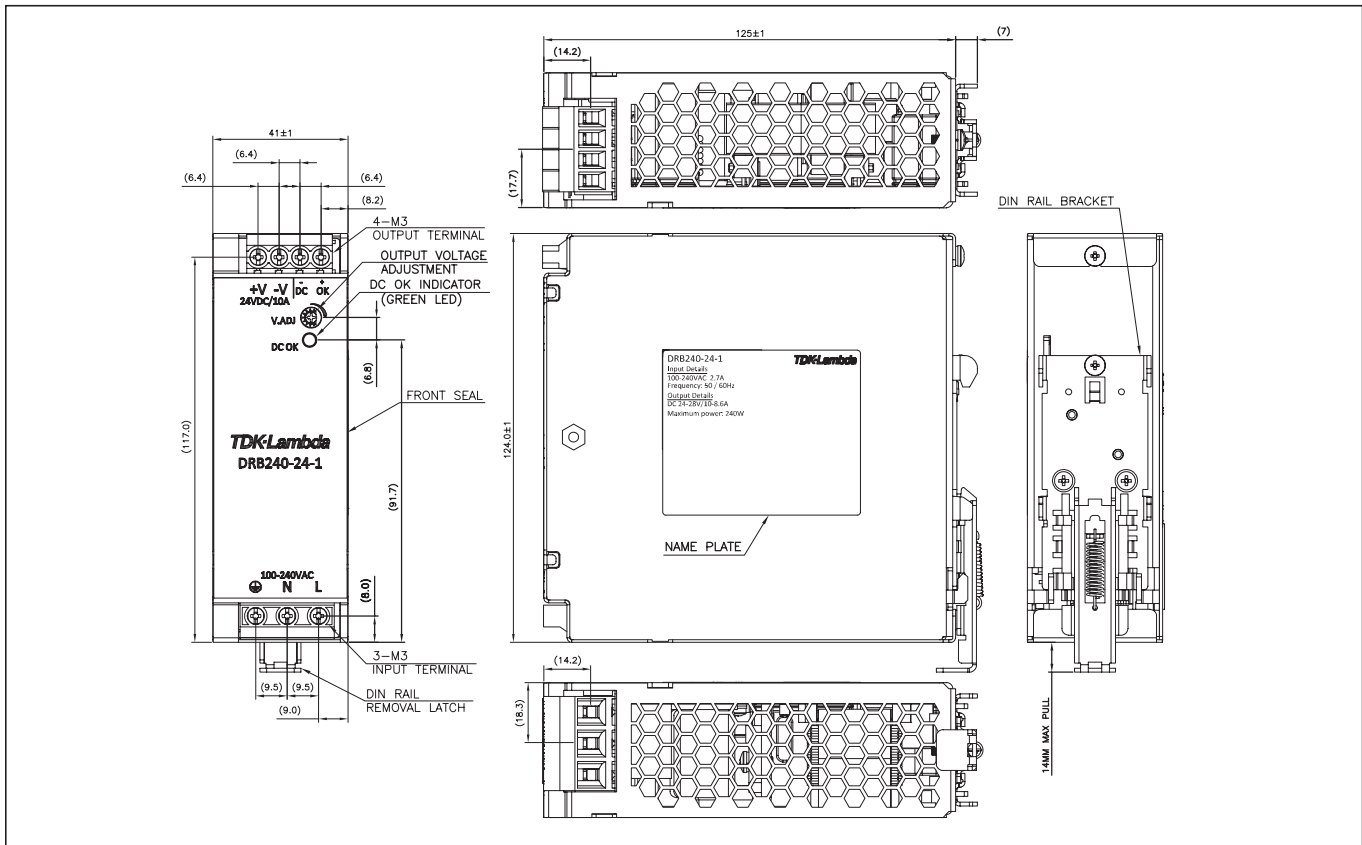 125±1
(7)
(14.2)
(17.7)
41±1
(6.4)
(6.4)
(6.4)
(8.2)
4-M3
OUTPUT TERMINAL
OUTPUT VOLTAGE
ADJUSTMENT
DC OK INDICATOR
(GREEN LED)
+V -V - DC + OK
24VDC/10A
V.ADJ
DC OK
(6.8)
FRONT SEAL
(117.0)
TDK-Lambda
DRB240-24-1
(91.7)
100-240VAC
N L
(8.0)
3-M3
INPUT TERMINAL
(9.5)
(9.5)
(9.0)
DIN RAIL
REMOVAL LATCH
124.0±1
DRB240-24-1
TDK-Lambda
Input Details
100-240VAC 2.7A
Frequency: 50 / 60Hz
Output Details
DC 24-28V/10-8.6A
Maximum power: 240W
NAME PLATE
DIN RAIL BRACKET
14MM MAX PULL
(14.2)
(18.3)